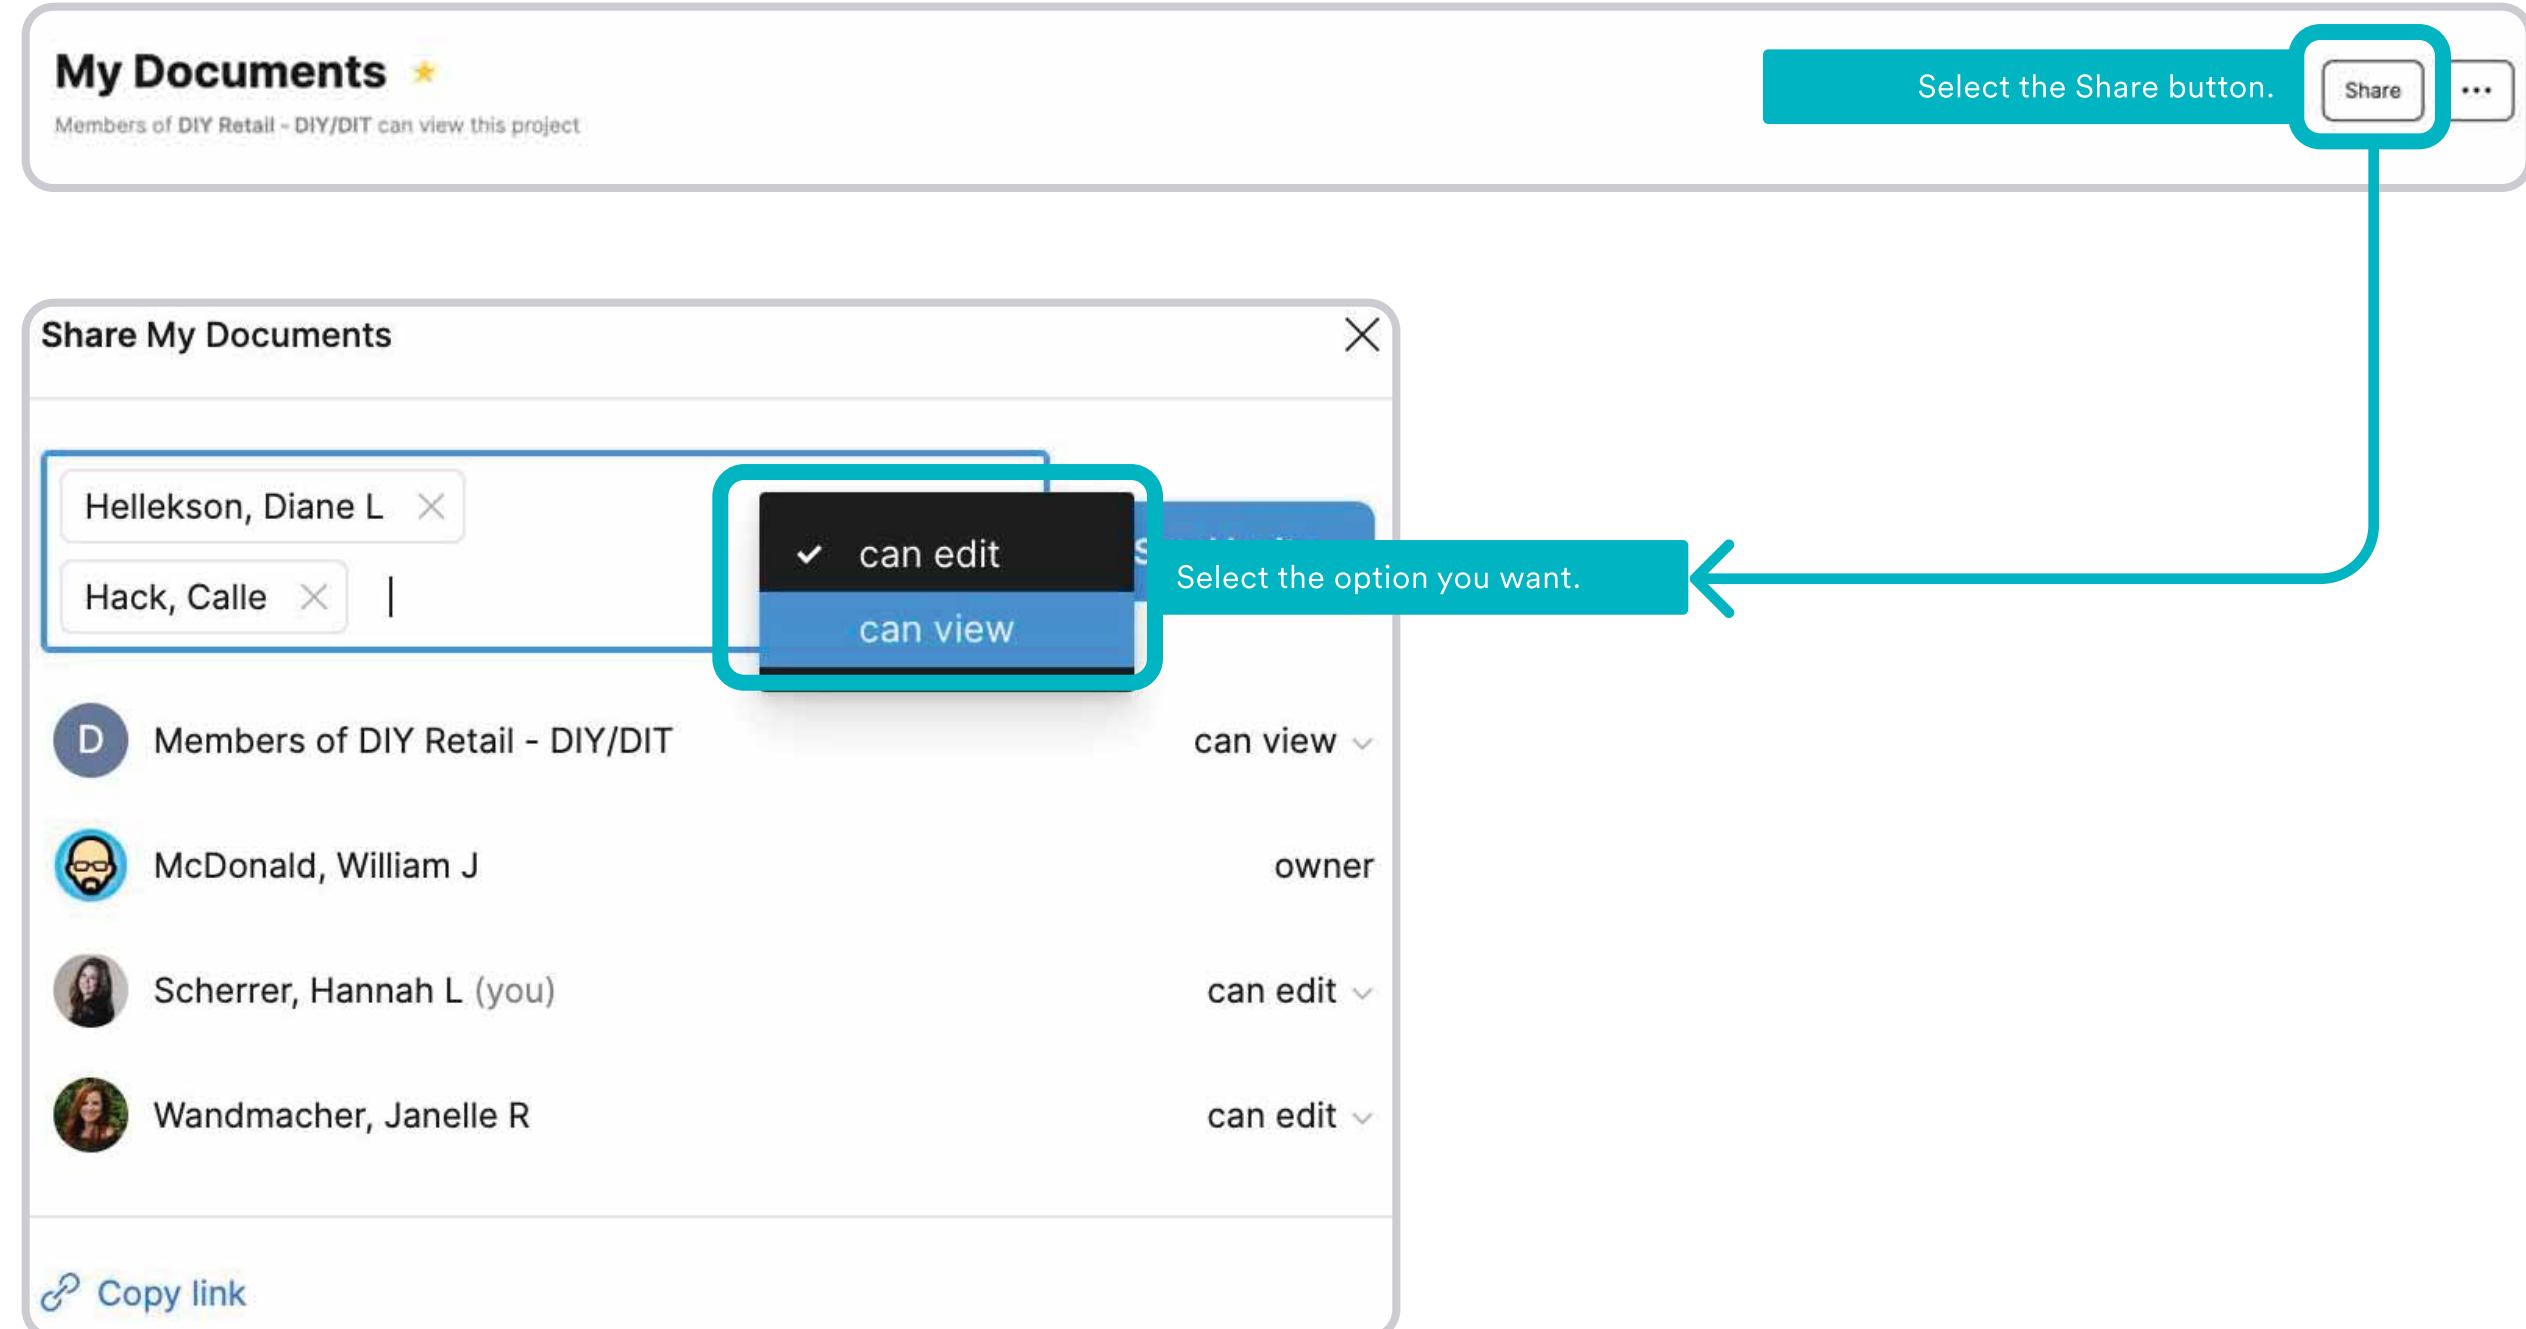 My Documents
Members of DIY Retail - DIY/DIT can view this project
Select the Share button.
Share
Share My Documents
Hellekson, Diane L
Hack, Calle
can edit
can view
Select the option you want.
D Members of DIY Retail - DIY/DIT can view
McDonald, William J owner
Scherrer, Hannah L (you) can edit
Wandmacher, Janelle R can edit
Copy link